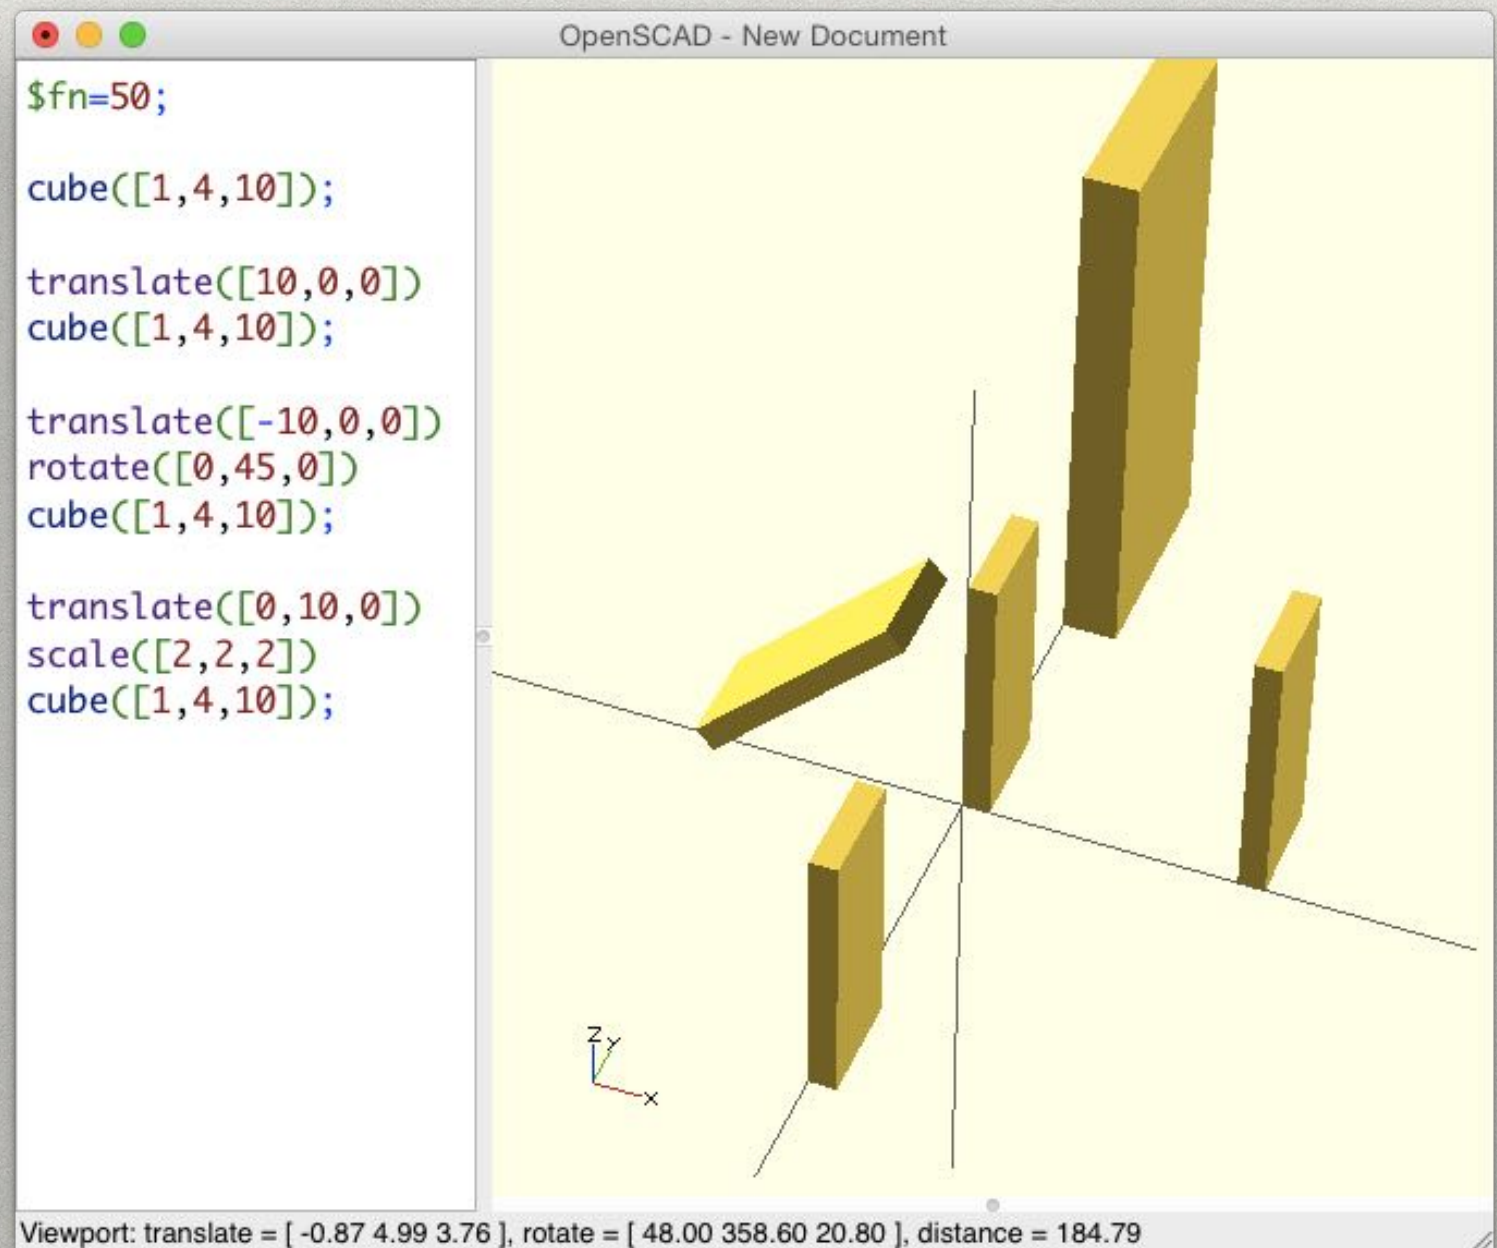 OpenSCAD - New Document
$fn=50;
cube([1,4,10]);
translate([10,0,0])
cube([1,4,10]);
translate([-10,0,0])
rotate([0,45,0])
cube([1,4,10]);
translate([0,10,0])
scale([2,2,2])
cube([1,4,10]);
Z
Y
X
Viewport: translate = [ -0.87 4.99 3.76 ], rotate = [ 48.00 358.60 20.80 ], distance = 184.79